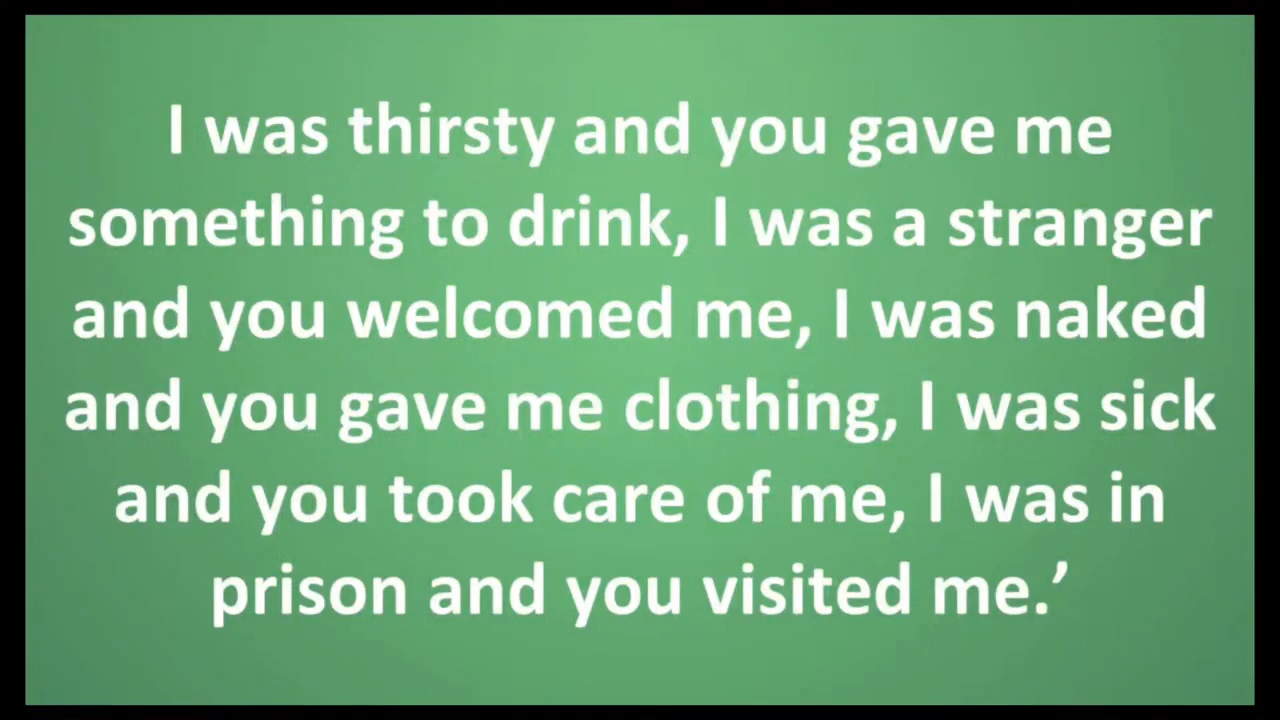 I was thirsty and you gave me
something to drink, I was a stranger
and you welcomed me, I was naked
and you gave me clothing, I was sick
and you took care of me, I was in
prison and you visited me.’